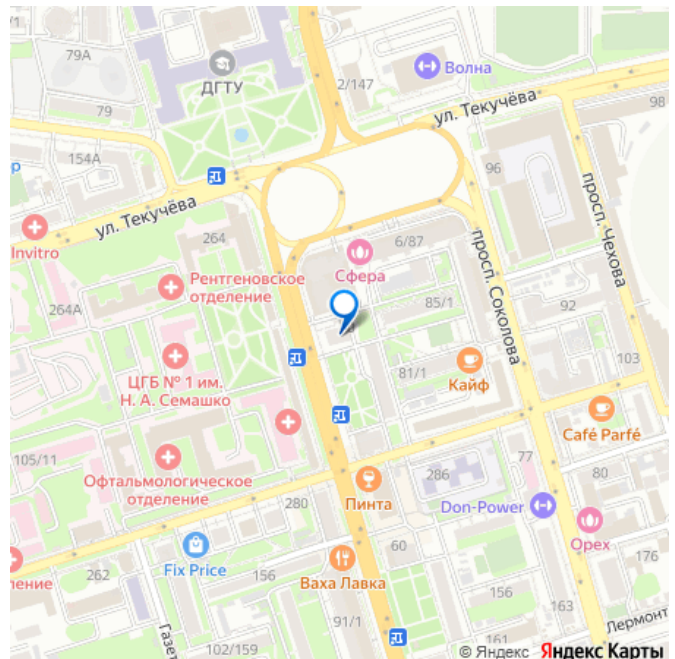 79А
ДГТУ
2/147
Волна
ул. Текучёва
98
79
154А
96
просп. Чехова
ул. Текучёва
Invitro
264
6/87
Сфера
просп. Соколова
Рентгеновское
отделение
264А
85/1
92
ЦГБ № 1 им.
Н. А. Семашко
81/1
Кайф
103
Café Parfé
105/11
Офтальмологическое
отделение
286
77
80
280
Пинта
Don-Power
Орех
60
176
ление
262
Fix Price
156
Ваха Лавка
156
163
Лермонт
Газет
91/1
102/159
161
© Яндекс Яндекс Карты